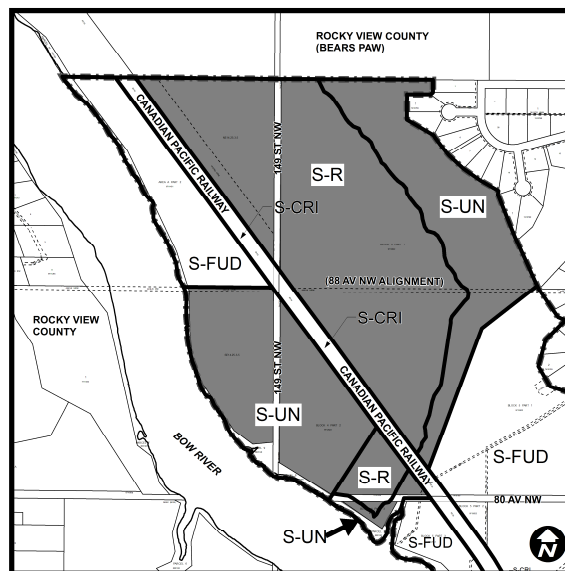 ROCKY VIEW COUNTY
(BEARS PAW)
CANADIAN PACIFIC RAILWAY
149 ST NW
S-R
S-UN
S-CRI
S-FUD
(88 AV NW ALIGNMENT)
ROCKY VIEW
COUNTY
S-CRI
149 ST NW
CANADIAN PACIFIC RAILWAY
S-UN
BOW RIVER
S-FUD
S-R
80 AV NW
S-UN
S-FUD
N
S-CRI